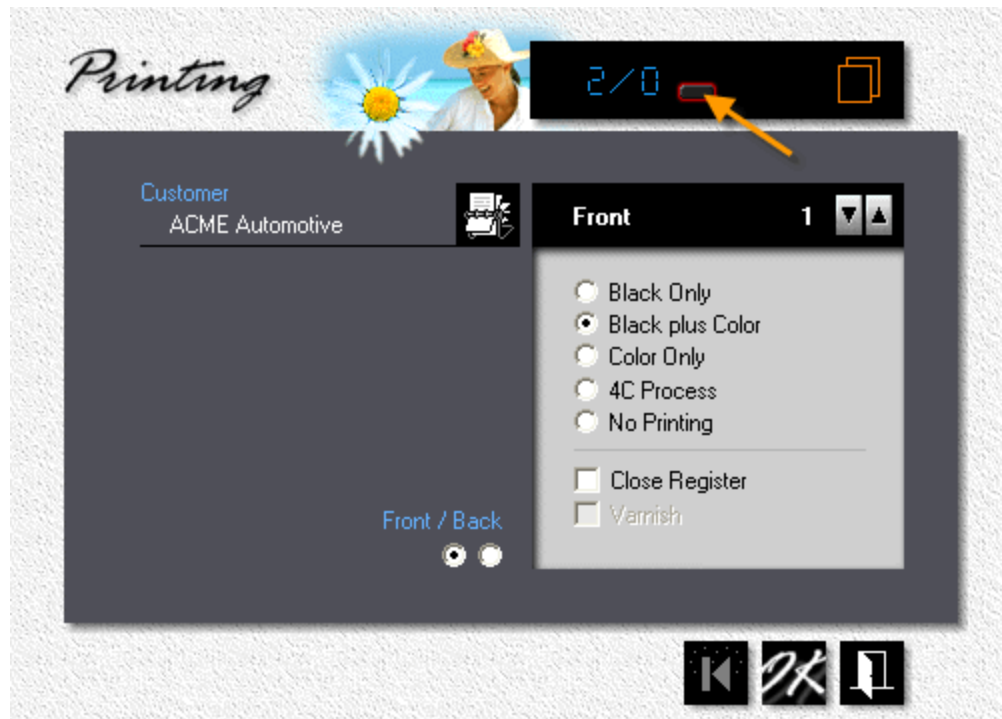 Printing
2/0
Customer
ACME Automotive
Front 1
Black Only
Black plus Color
Color Only
4C Process
No Printing
Close Register
Varnish
Front / Back
OK